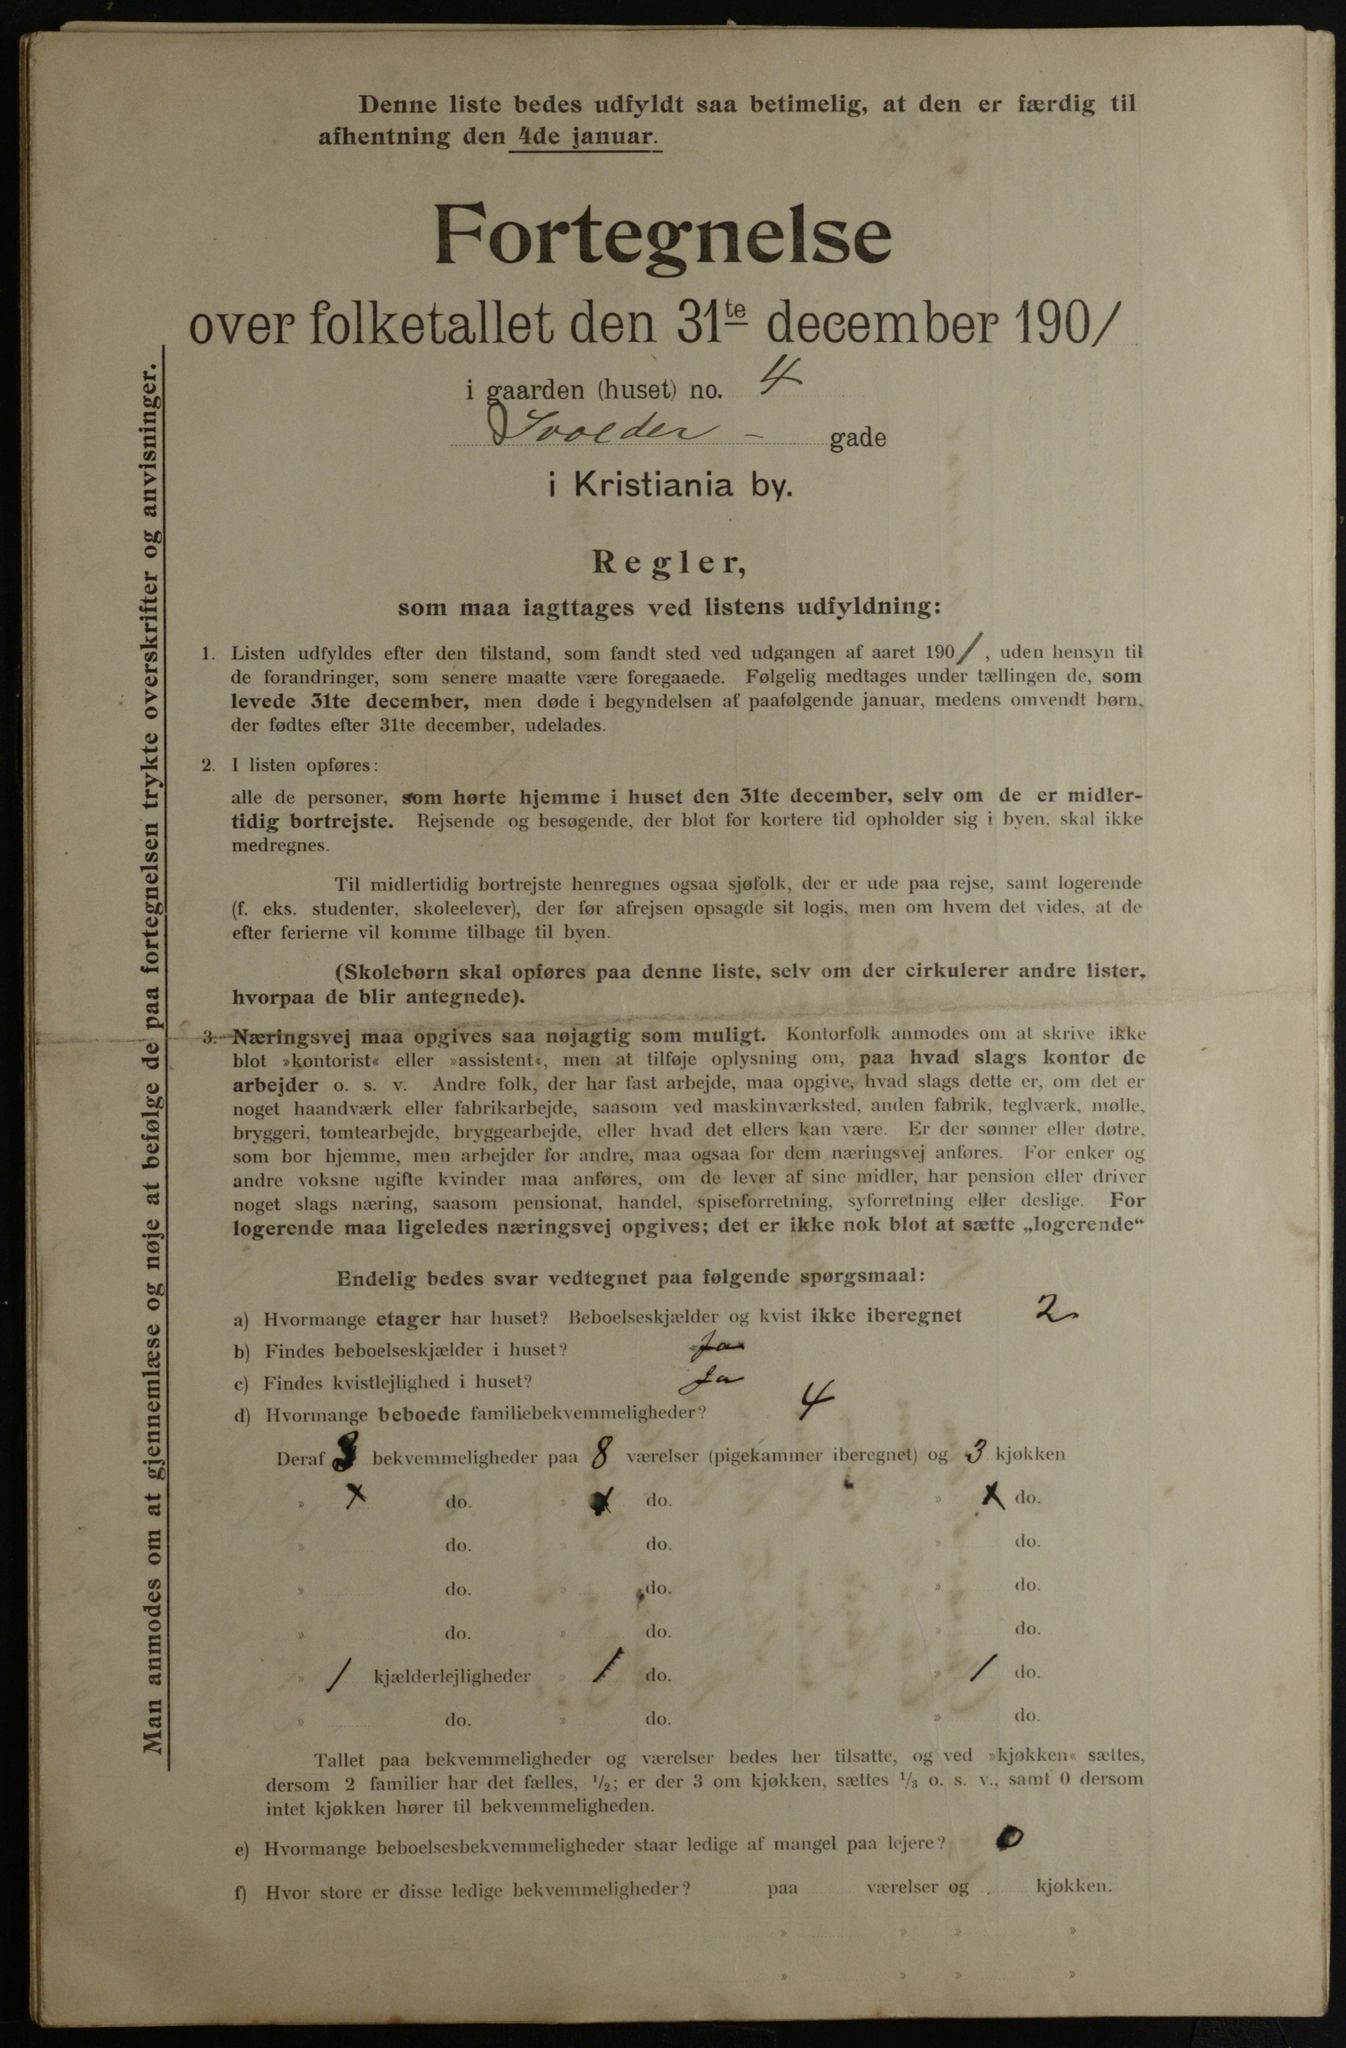 Denne liste bedes udfyldt saa betimelig, at den er færdig til
afhentning den 4de januar.
Fortegnelse
over folketallet den 31te december 190/
i gaarden (huset) no. 4
Svolder - gade
i Kristiania by.
Regler,
som maa iagttages ved listens udfyldning:
1. Listen udfyldes efter den tilstand, som fandt sted ved udgangen af aaret 190/, uden hensyn til
de forandringer, som senere maatte være foregaaede. Følgelig medtages under tællingen de, som
levede 31te december, men døde i begyndelsen af paafølgende januar, medens omvendt børn,
der fødtes efter 31te december, udelades.
2. I listen opføres:
alle de personer, som hørte hjemme i huset den 31te december, selv om de er midler-
tidig bortrejste. Rejsende og besøgende, der blot for kortere tid opholder sig i byen, skal ikke
medregnes.
Til midlertidig bortrejste henregnes ogsaa sjøfolk, der er ude paa rejse, samt logerende
(f. eks. studenter, skoleelever), der før afrejsen opsagde sit logis, men om hvem det vides, at de
efter ferierne vil komme tilbage til byen.
(Skolebørn skal opføres paa denne liste, selv om der cirkulerer andre lister,
hvorpaa de blir antegnede).
3. Næringsvej maa opgives saa nøjagtig som muligt. Kontorfolk anmodes om at skrive ikke
blot »kontorist« eller »assistent«, men at tilføje oplysning om, paa hvad slags kontor de
arbejder o. s. v. Andre folk, der har fast arbejde, maa opgive, hvad slags dette er, om det er
noget haandværk eller fabrikarbejde, saasom ved maskinværksted, anden fabrik, teglværk, mølle,
bryggeri, tomtearbejde, bryggearbejde, eller hvad det ellers kan være. Er der sønner eller døtre,
som bor hjemme, men arbejder for andre, maa ogsaa for dem næringsvej anføres. For enker og
andre voksne ugifte kvinder maa anføres, om de lever af sine midler, har pension eller driver
noget slags næring, saasom pensionat, handel, spiseforretning, syforretning eller deslige. For
logerende maa ligeledes næringsvej opgives; det er ikke nok blot at sætte „logerende“
Endelig bedes svar vedtegnet paa følgende spørgsmaal:
a) Hvormange etager har huset? Beboelseskjælder og kvist ikke iberegnet 2
b) Findes beboelseskjælder i huset? ja
c) Findes kvistlejlighed i huset? ja
d) Hvormange beboede familiebekvemmeligheder? 4
Deraf 3 bekvemmeligheder paa 8 værelser (pigekammer iberegnet) og 3 kjøkken
» x do. » x do. » x do.
» do. » do. » do.
» do. » do. » do.
» do. » do. » do.
» / kjælderlejligheder » / do. » / do.
» do. » do. » do.
Tallet paa bekvemmeligheder og værelser bedes her tilsatte, og ved »kjøkken« sættes,
dersom 2 familier har det fælles, 1/2; er der 3 om kjøkken, sættes 1/3 o. s. v., samt 0 dersom
intet kjøkken hører til bekvemmeligheden.
e) Hvormange beboelsesbekvemmeligheder staar ledige af mangel paa lejere? 0
f) Hvor store er disse ledige bekvemmeligheder? paa værelser og kjøkken.
» » » »
» » » »
Man anmodes om at gjennemlæse og nøje at befølge de paa fortegnelsen trykte overskrifter og anvisninger.